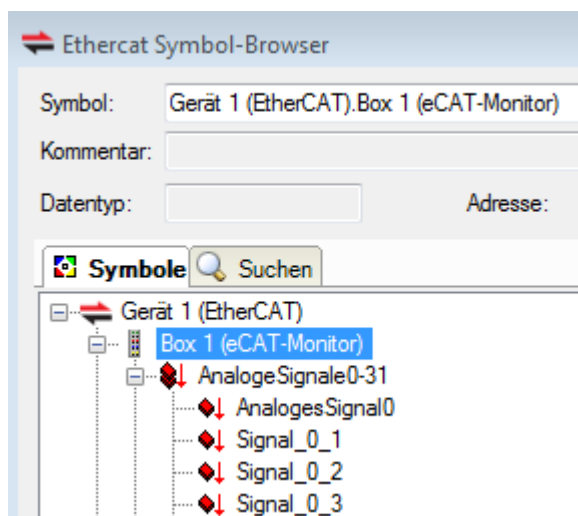 Ethercat Symbol-Browser
Symbol: Gerät 1 (EtherCAT).Box 1 (eCAT-Monitor)
Kommentar:
Datentyp: Adresse:
Symbole Suchen
Gerät 1 (EtherCAT)
Box 1 (eCAT-Monitor)
AnalogeSignale0-31
AnalogesSignal0
Signal_0_1
Signal_0_2
Signal_0_3